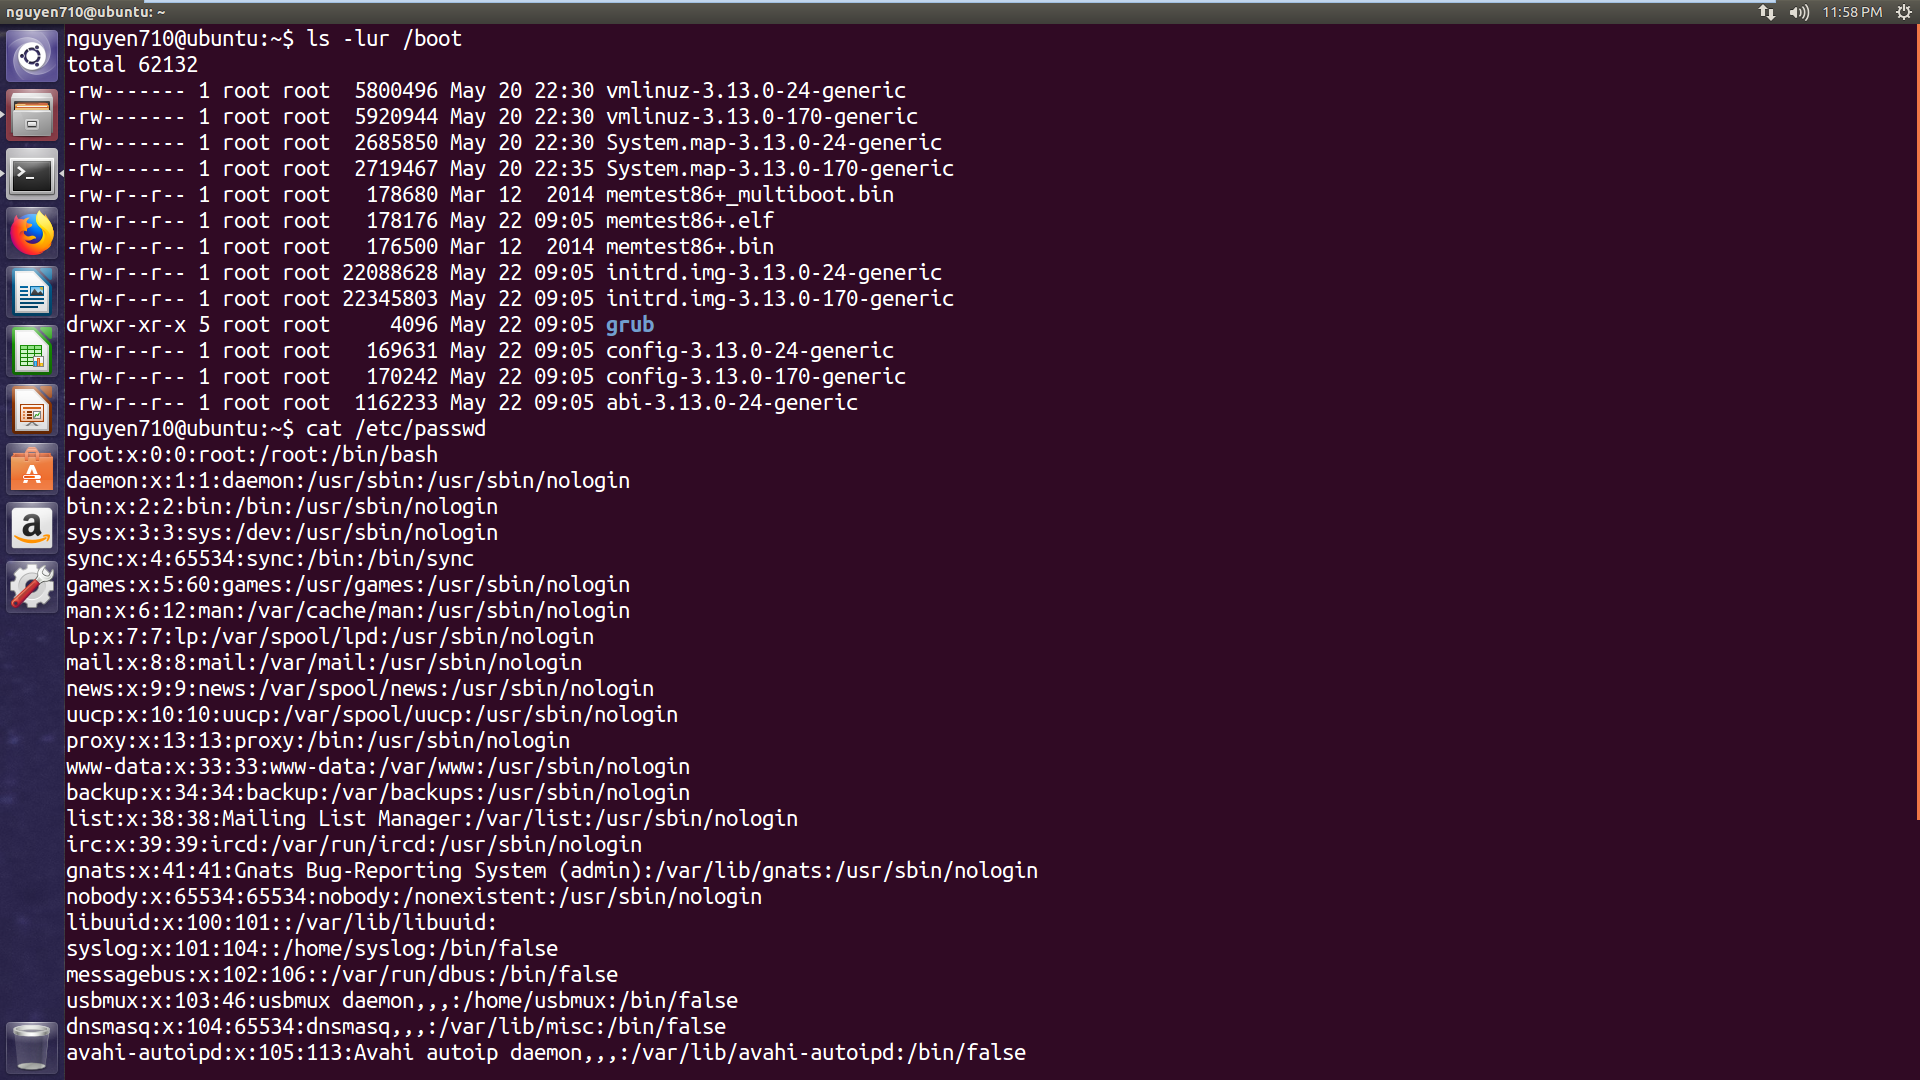 nguyen710@ubuntu: ~
11:58 PM
nguyen710@ubuntu:~$ ls -lur /boot
total 62132
-rw------- 1 root root  5800496 May 20 22:30 vmlinuz-3.13.0-24-generic
-rw------- 1 root root  5920944 May 20 22:30 vmlinuz-3.13.0-170-generic
-rw------- 1 root root  2685850 May 20 22:30 System.map-3.13.0-24-generic
-rw------- 1 root root  2719467 May 20 22:35 System.map-3.13.0-170-generic
-rw-r--r-- 1 root root   178680 Mar 12  2014 memtest86+_multiboot.bin
-rw-r--r-- 1 root root   178176 May 22 09:05 memtest86+.elf
-rw-r--r-- 1 root root   176500 Mar 12  2014 memtest86+.bin
-rw-r--r-- 1 root root 22088628 May 22 09:05 initrd.img-3.13.0-24-generic
-rw-r--r-- 1 root root 22345803 May 22 09:05 initrd.img-3.13.0-170-generic
drwxr-xr-x 5 root root     4096 May 22 09:05 grub
-rw-r--r-- 1 root root   169631 May 22 09:05 config-3.13.0-24-generic
-rw-r--r-- 1 root root   170242 May 22 09:05 config-3.13.0-170-generic
-rw-r--r-- 1 root root  1162233 May 22 09:05 abi-3.13.0-24-generic
nguyen710@ubuntu:~$ cat /etc/passwd
root:x:0:0:root:/root:/bin/bash
daemon:x:1:1:daemon:/usr/sbin:/usr/sbin/nologin
bin:x:2:2:bin:/bin:/usr/sbin/nologin
sys:x:3:3:sys:/dev:/usr/sbin/nologin
sync:x:4:65534:sync:/bin:/bin/sync
games:x:5:60:games:/usr/games:/usr/sbin/nologin
man:x:6:12:man:/var/cache/man:/usr/sbin/nologin
lp:x:7:7:lp:/var/spool/lpd:/usr/sbin/nologin
mail:x:8:8:mail:/var/mail:/usr/sbin/nologin
news:x:9:9:news:/var/spool/news:/usr/sbin/nologin
uucp:x:10:10:uucp:/var/spool/uucp:/usr/sbin/nologin
proxy:x:13:13:proxy:/bin:/usr/sbin/nologin
www-data:x:33:33:www-data:/var/www:/usr/sbin/nologin
backup:x:34:34:backup:/var/backups:/usr/sbin/nologin
list:x:38:38:Mailing List Manager:/var/list:/usr/sbin/nologin
irc:x:39:39:ircd:/var/run/ircd:/usr/sbin/nologin
gnats:x:41:41:Gnats Bug-Reporting System (admin):/var/lib/gnats:/usr/sbin/nologin
nobody:x:65534:65534:nobody:/nonexistent:/usr/sbin/nologin
libuuid:x:100:101::/var/lib/libuuid:
syslog:x:101:104::/home/syslog:/bin/false
messagebus:x:102:106::/var/run/dbus:/bin/false
usbmux:x:103:46:usbmux daemon,,,:/home/usbmux:/bin/false
dnsmasq:x:104:65534:dnsmasq,,,:/var/lib/misc:/bin/false
avahi-autoipd:x:105:113:Avahi autoip daemon,,,:/var/lib/avahi-autoipd:/bin/false